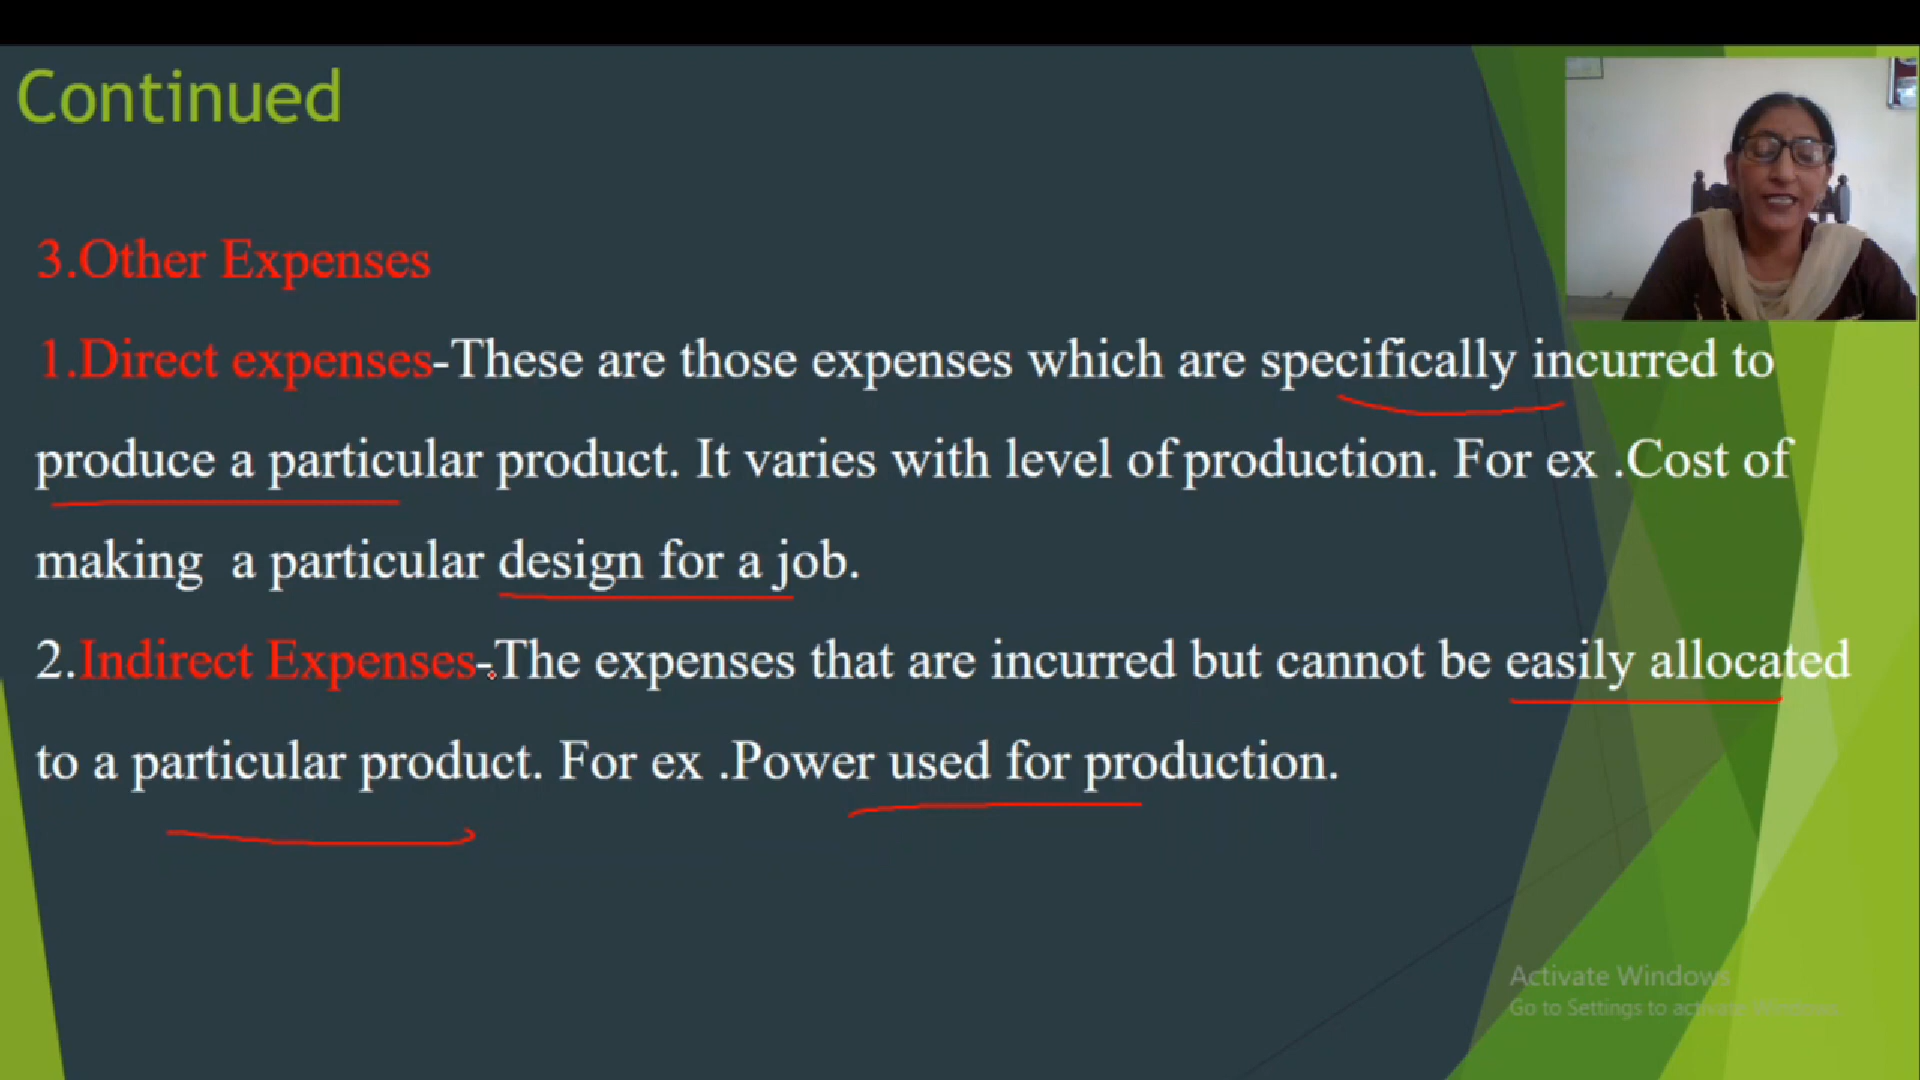 Continued
3.Other Expenses
1.Direct expenses-These are those expenses which are specifically incurred to
produce a particular product. It varies with level of production. For ex .Cost of
making a particular design for a job.
2.Indirect Expenses-The expenses that are incurred but cannot be easily allocated
to a particular product. For ex .Power used for production.
Activate Windows
Go to Settings to activate Windows.